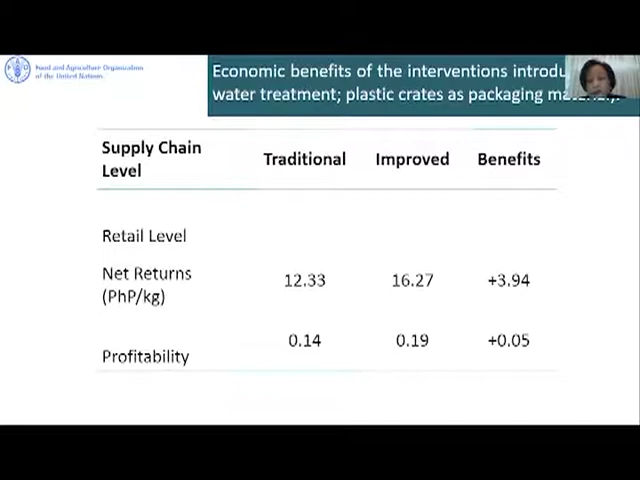 Food and Agriculture Organization
of the United Nations
Economic benefits of the interventions
water treatment; plastic crates as packaging
Supply Chain Level Traditional Improved Benefits
Retail Level
Net Returns (PhP/kg) 12.33 16.27 +3.94
Profitability 0.14 0.19 +0.05